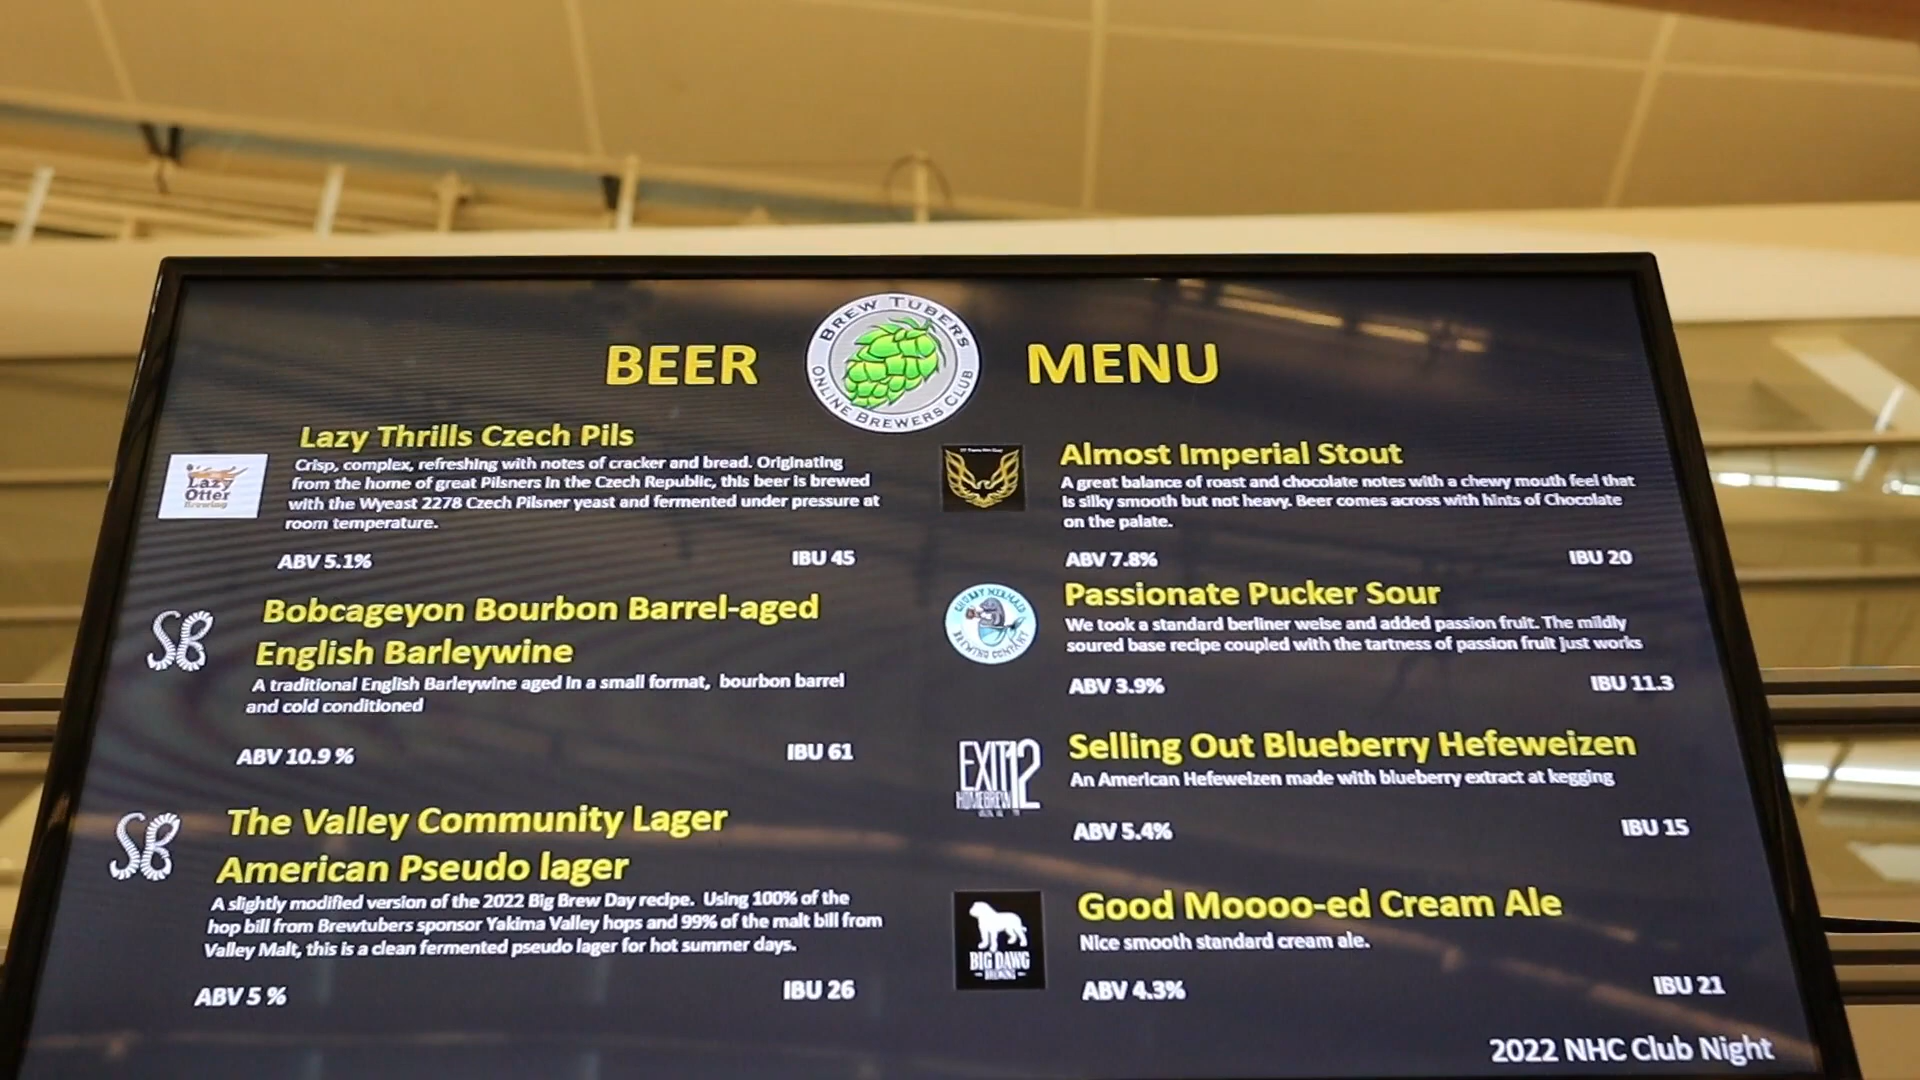 BEER MENU
BREW TUBERS
ONLINE BREWERS CLUB
Lazy Otter Brewing
Lazy Thrills Czech Pils
Crisp, complex, refreshing with notes of cracker and bread. Originating
from the home of great Pilsners in the Czech Republic, this beer is brewed
with the Wyeast 2278 Czech Pilsner yeast and fermented under pressure at
room temperature.
ABV 5.1% IBU 45
SB
Bobcageyon Bourbon Barrel-aged
English Barleywine
A traditional English Barleywine aged in a small format, bourbon barrel
and cold conditioned
ABV 10.9 % IBU 61
SB
The Valley Community Lager
American Pseudo lager
A slightly modified version of the 2022 Big Brew Day recipe. Using 100% of the
hop bill from Brewtubers sponsor Yakima Valley hops and 99% of the malt bill from
Valley Malt, this is a clean fermented pseudo lager for hot summer days.
ABV 5 % IBU 26
Almost Imperial Stout
A great balance of roast and chocolate notes with a chewy mouth feel that
is silky smooth but not heavy. Beer comes across with hints of Chocolate
on the palate.
ABV 7.8% IBU 20
CHUBBY MERMAID
BREWING COMPANY
Passionate Pucker Sour
We took a standard berliner weise and added passion fruit. The mildly
soured base recipe coupled with the tartness of passion fruit just works
ABV 3.9% IBU 11.3
EXIT 12
HOMEBREW
Selling Out Blueberry Hefeweizen
An American Hefeweizen made with blueberry extract at kegging
ABV 5.4% IBU 15
BIG DAWG
BREWING
Good Moooo-ed Cream Ale
Nice smooth standard cream ale.
ABV 4.3% IBU 21
2022 NHC Club Night